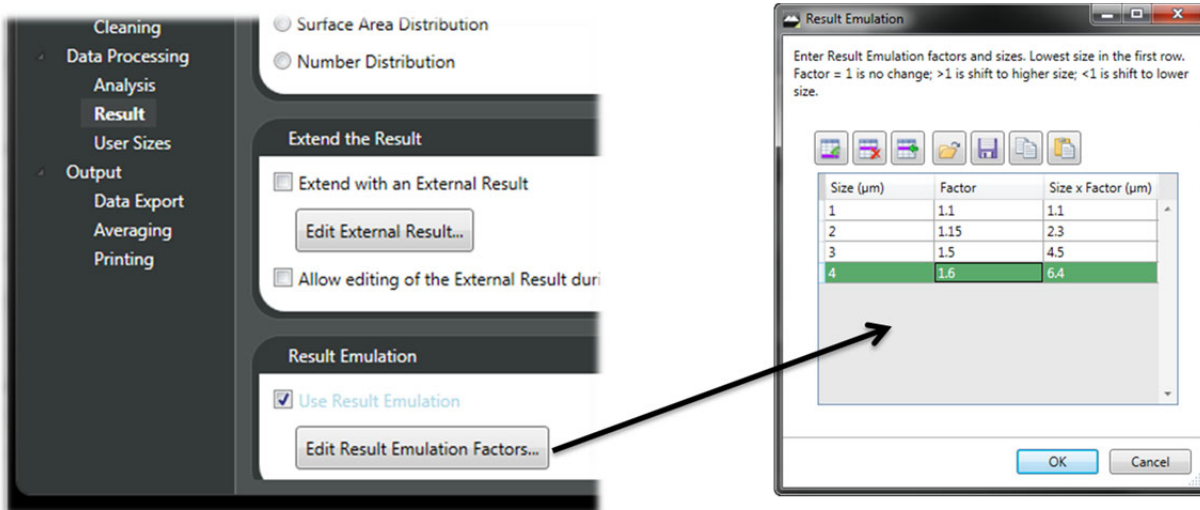 Cleaning
Data Processing
Analysis
Result
User Sizes
Output
Data Export
Averaging
Printing
Surface Area Distribution
Number Distribution
Extend the Result
Extend with an External Result
Edit External Result...
Allow editing of the External Result duri
Result Emulation
Use Result Emulation
Edit Result Emulation Factors...
Result Emulation
Enter Result Emulation factors and sizes. Lowest size in the first row.
Factor = 1 is no change; >1 is shift to higher size; <1 is shift to lower
size.
Size (µm) Factor Size x Factor (µm)
1 1.1 1.1
2 1.15 2.3
3 1.5 4.5
4 1.6 6.4
OK Cancel